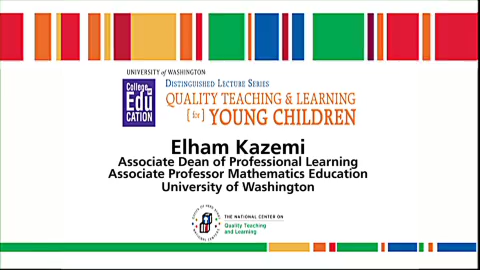 UNIVERSITY of WASHINGTON
DISTINGUISHED LECTURE SERIES
College of
EdU
CATION
QUALITY TEACHING & LEARNING
[for] YOUNG CHILDREN
Elham Kazemi
Associate Dean of Professional Learning
Associate Professor Mathematics Education
University of Washington
THE NATIONAL CENTER ON
Quality Teaching
and Learning